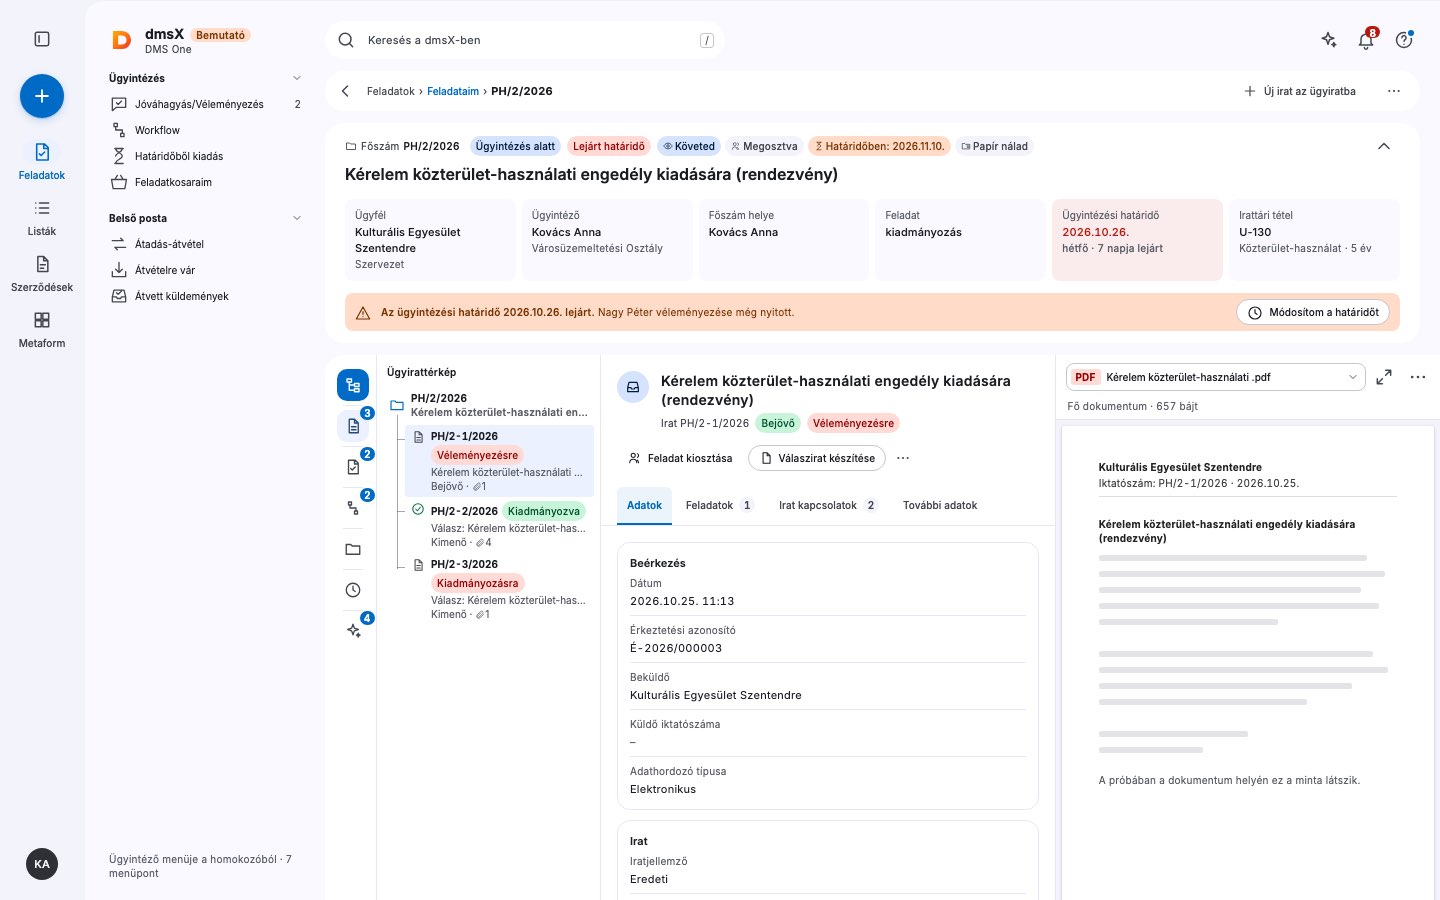 dmsX Bemutató
DMS One
Keresés a dmsX-ben
/
8
Feladatok
Listák
Szerződések
Metaform
KA
Ügyintézés
Jóváhagyás/Véleményezés 2
Workflow
Határidőből kiadás
Feladatkosaraim
Belső posta
Átadás-átvétel
Átvételre vár
Átvett küldemények
Ügyintéző menüje a homokozóból · 7
menüpont
Feladatok › Feladataim › PH/2/2026
Új irat az ügyiratba
Főszám PH/2/2026 Ügyintézés alatt Lejárt határidő Követed Megosztva Határidőben: 2026.11.10. Papír nálad
Kérelem közterület-használati engedély kiadására (rendezvény)
Ügyfél
Kulturális Egyesület
Szentendre
Szervezet
Ügyintéző
Kovács Anna
Városüzemeltetési Osztály
Főszám helye
Kovács Anna
Feladat
kiadmányozás
Ügyintézési határidő
2026.10.26.
hétfő · 7 napja lejárt
Irattári tétel
U-130
Közterület-használat · 5 év
Az ügyintézési határidő 2026.10.26. lejárt. Nagy Péter véleményezése még nyitott.
Módosítom a határidőt
3
2
2
4
Ügyirattérkép
PH/2/2026
Kérelem közterület-használati en...
PH/2-1/2026
Véleményezésre
Kérelem közterület-használati ...
Bejövő · 1
PH/2-2/2026 Kiadmányozva
Válasz: Kérelem közterület-has...
Kimenő · 4
PH/2-3/2026
Kiadmányozásra
Válasz: Kérelem közterület-has...
Kimenő · 1
Kérelem közterület-használati engedély kiadására
(rendezvény)
Irat PH/2-1/2026 Bejövő Véleményezésre
Feladat kiosztása
Válaszirat készítése
Adatok
Feladatok 1
Irat kapcsolatok 2
További adatok
Beérkezés
Dátum
2026.10.25. 11:13
Érkeztetési azonosító
É-2026/000003
Beküldő
Kulturális Egyesület Szentendre
Küldő iktatószáma
–
Adathordozó típusa
Elektronikus
Irat
Iratjellemző
Eredeti
PDF Kérelem közterület-használati .pdf
Fő dokumentum · 657 bájt
Kulturális Egyesület Szentendre
Iktatószám: PH/2-1/2026 · 2026.10.25.
Kérelem közterület-használati engedély kiadására
(rendezvény)
A próbában a dokumentum helyén ez a minta látszik.